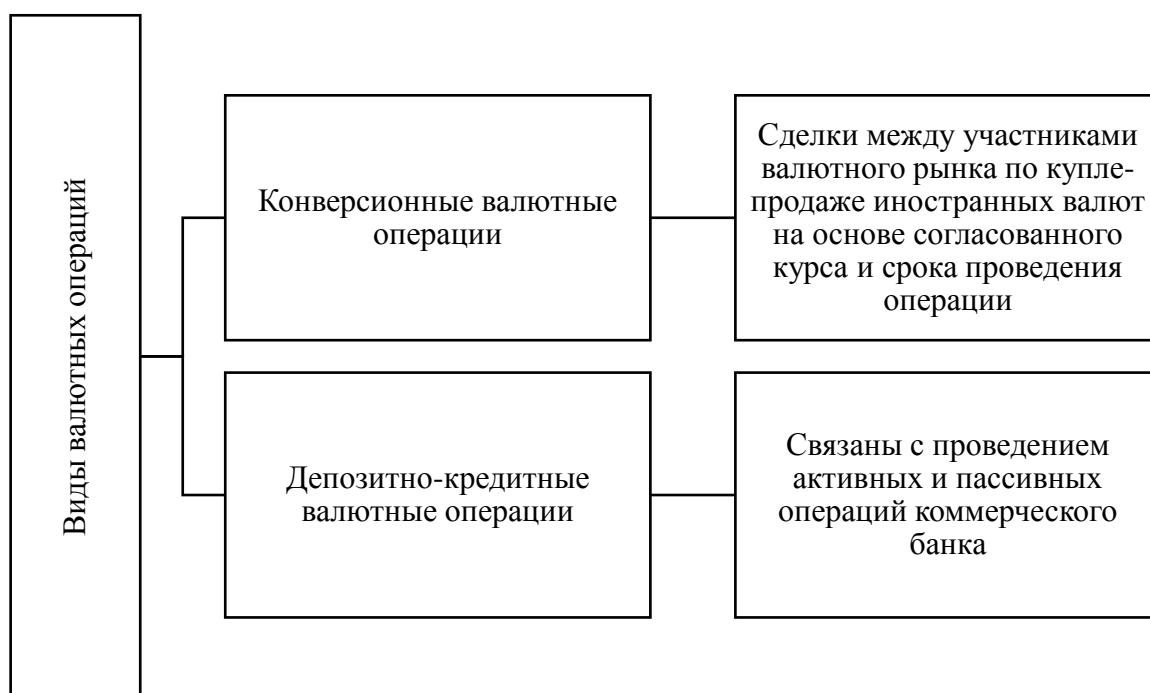 Виды валютных операций
Конверсионные валютные
операции
Сделки между участниками
валютного рынка по купле-
продаже иностранных валют
на основе согласованного
курса и срока проведения
операции
Депозитно-кредитные
валютные операции
Связаны с проведением
активных и пассивных
операций коммерческого
банка